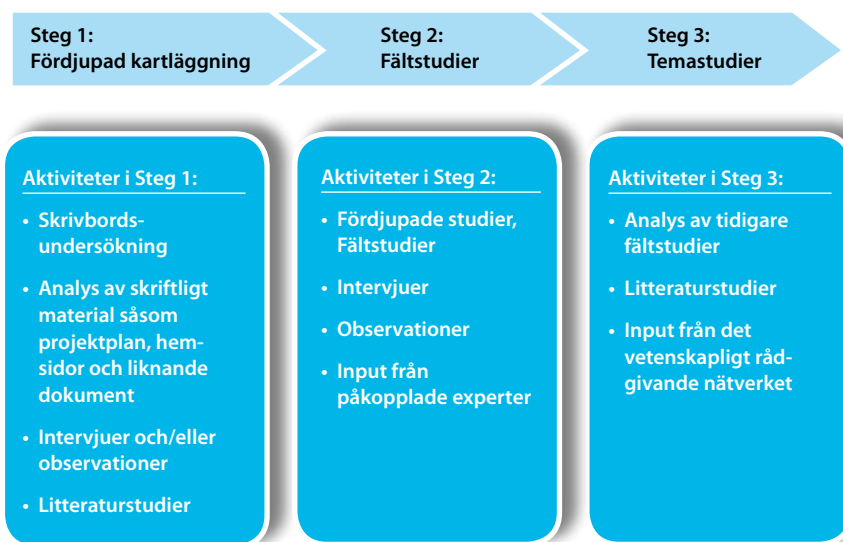 Steg 1:
Fördjupad kartläggning
Steg 2:
Fältstudier
Steg 3:
Temastudier
Aktiviteter i Steg 1:
• Skrivbords-
undersökning
• Analys av skriftligt
material såsom
projektplan, hem-
sidor och liknande
dokument
• Intervjuer och/eller
observationer
• Litteraturstudier
Aktiviteter i Steg 2:
• Fördjupade studier,
Fältstudier
• Intervjuer
• Observationer
• Input från
påkopplade experter
Aktiviteter i Steg 3:
• Analys av tidigare
fältstudier
• Litteraturstudier
• Input från det
vetenskapligt råd-
givande nätverket